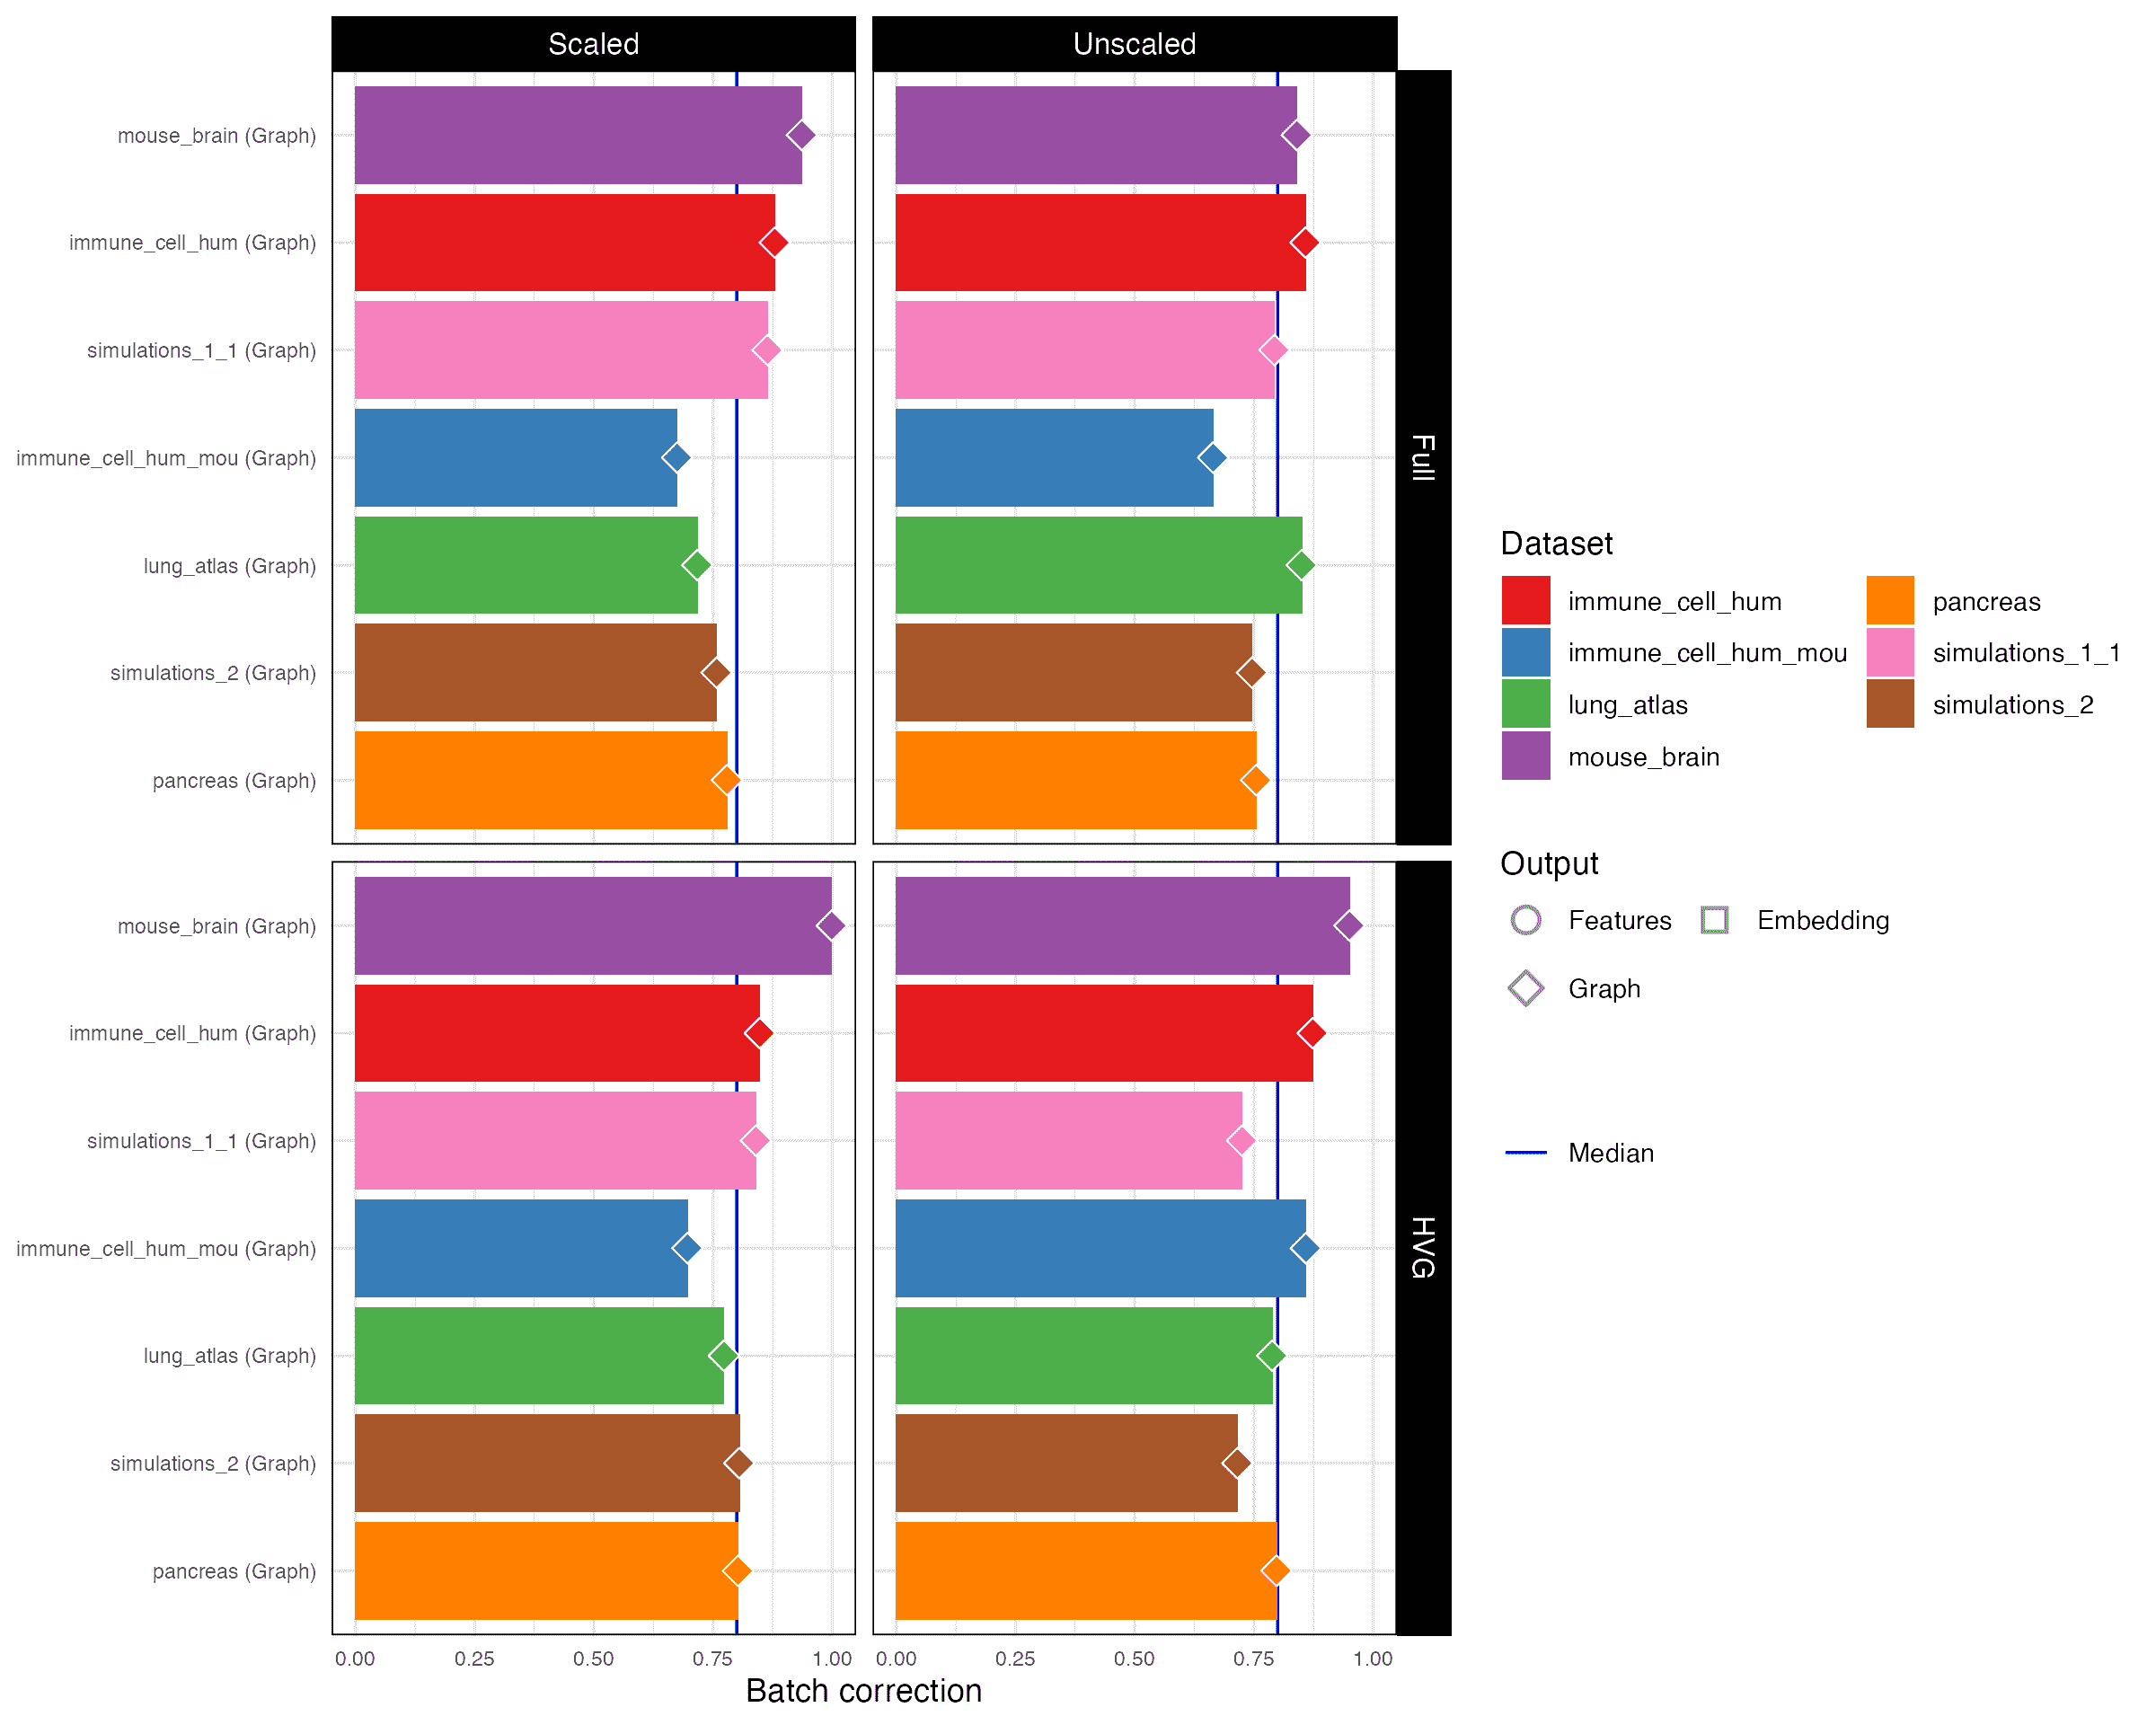 Scaled
Unscaled
mouse_brain (Graph)
immune_cell_hum (Graph)
simulations_1_1 (Graph)
immune_cell_hum_mou (Graph)
lung_atlas (Graph)
simulations_2 (Graph)
pancreas (Graph)
Full
mouse_brain (Graph)
immune_cell_hum (Graph)
simulations_1_1 (Graph)
immune_cell_hum_mou (Graph)
lung_atlas (Graph)
simulations_2 (Graph)
pancreas (Graph)
HVG
0.00 0.25 0.50 0.75 1.00
0.00 0.25 0.50 0.75 1.00
Batch correction
Dataset
immune_cell_hum
immune_cell_hum_mou
lung_atlas
mouse_brain
pancreas
simulations_1_1
simulations_2
Output
Features
Embedding
Graph
Median